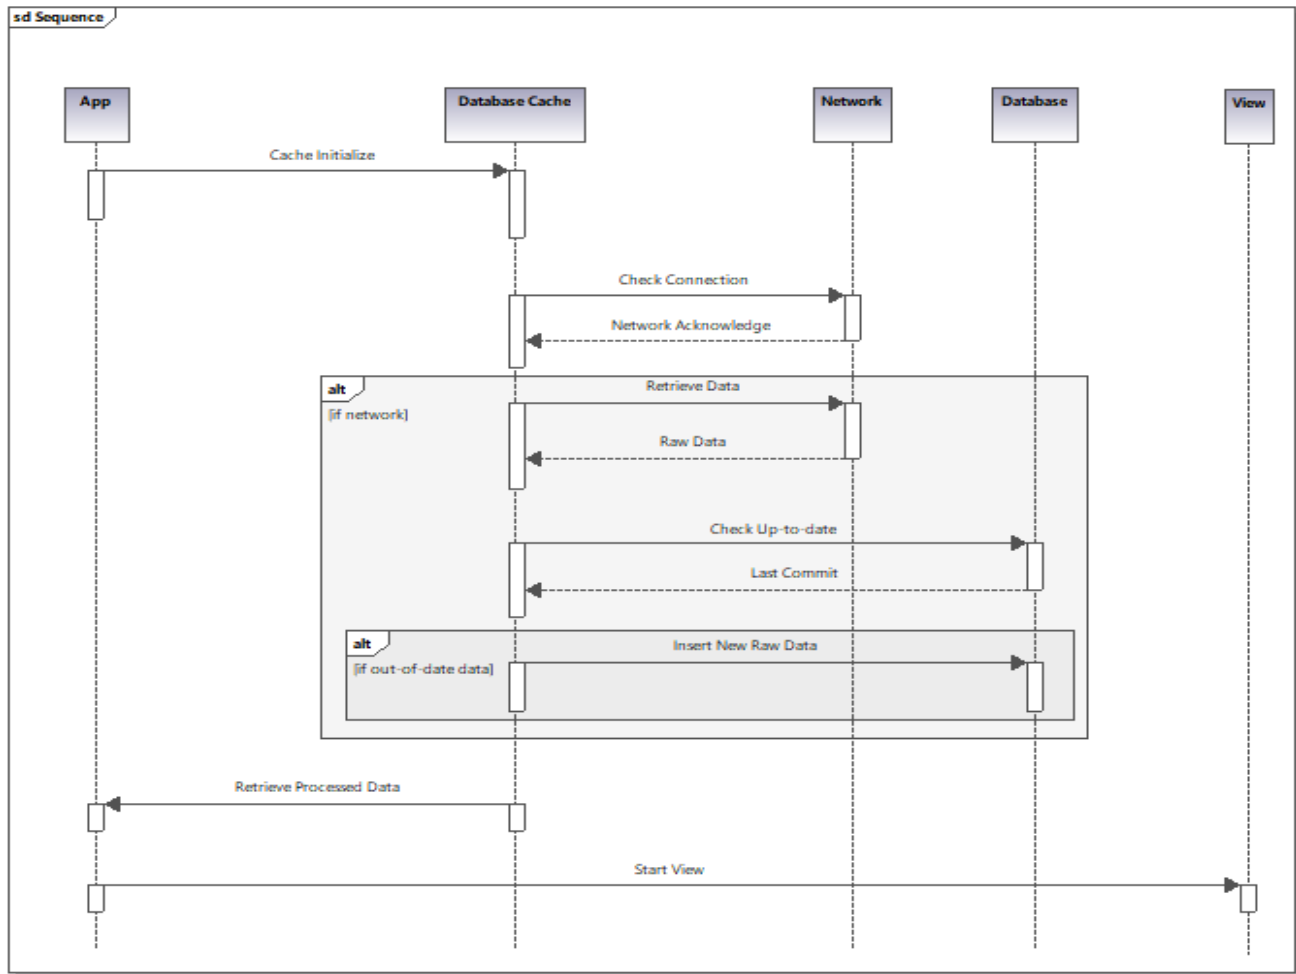 sd Sequence
App
Database Cache
Network
Database
View
Cache Initialize
Check Connection
Network Acknowledge
alt
Retrieve Data
[if network]
Raw Data
Check Up-to-date
Last Commit
alt
Insert New Raw Data
[if out-of-date data]
Retrieve Processed Data
Start View